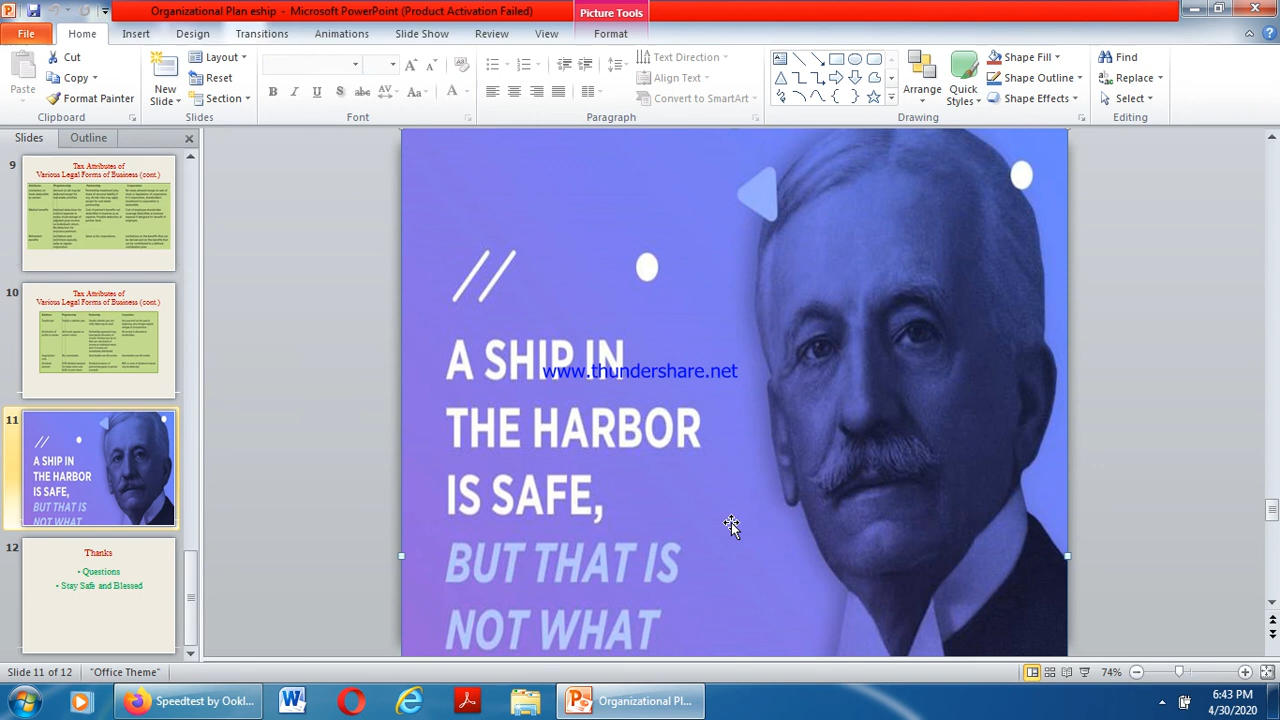 Organizational Plan eship - Microsoft PowerPoint (Product Activation Failed)
Picture Tools
File
Home
Insert
Design
Transitions
Animations
Slide Show
Review
View
Format
Paste
Cut
Copy
Format Painter
Clipboard
New
Slide
Layout
Reset
Section
Slides
Font
Text Direction
Align Text
Convert to SmartArt
Paragraph
Arrange
Quick
Styles
Shape Fill
Shape Outline
Shape Effects
Drawing
Find
Replace
Select
Editing
Slides
Outline
9
Tax Attributes of
Various Legal Forms of Business (cont.)
10
Tax Attributes of
Various Legal Forms of Business (cont.)
11
A SHIP IN
THE HARBOR
IS SAFE,
BUT THAT IS
NOT WHAT
12
Thanks
• Questions
• Stay Safe and Blessed
//
A SHIP IN
www.thundershare.net
THE HARBOR
IS SAFE,
BUT THAT IS
NOT WHAT
Slide 11 of 12
"Office Theme"
74%
Speedtest by Ookl...
Organizational Pl...
6:43 PM
4/30/2020